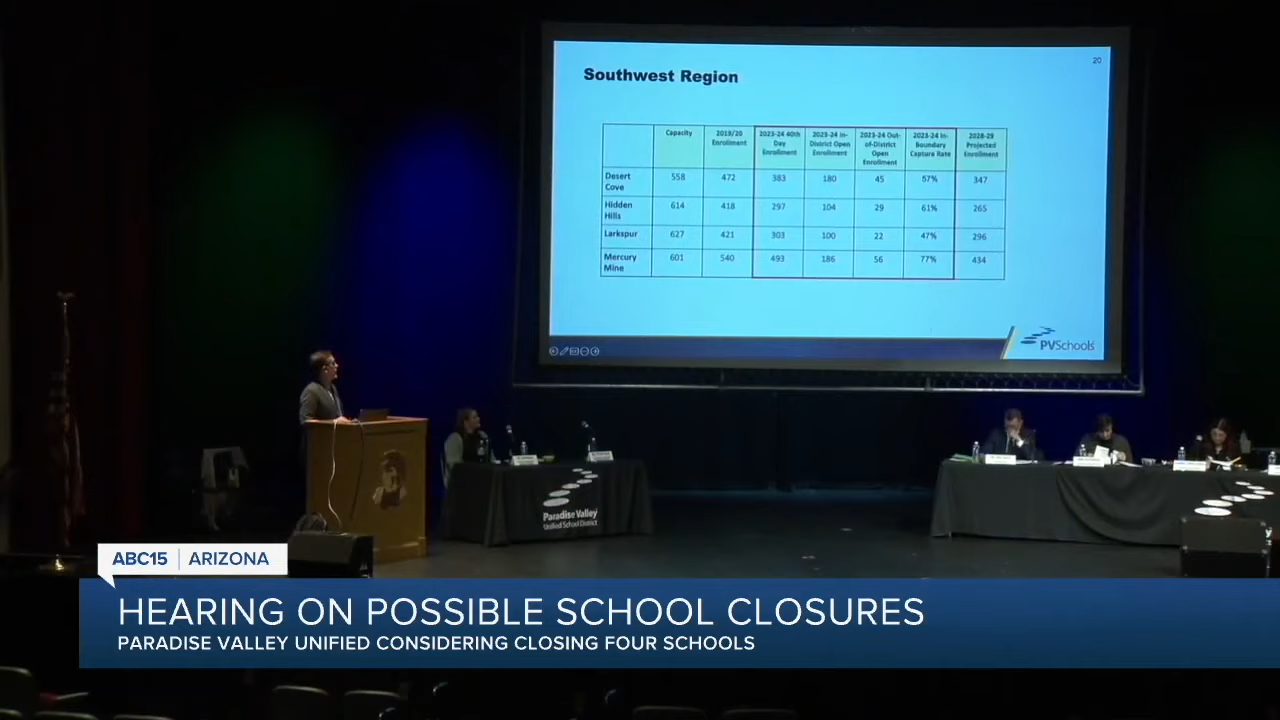 20
Southwest Region
Capacity
2019/20
Enrollment
2023-24 40th
Day
Enrollment
2023-24 In-
District Open
Enrollment
2023-24 Out-
of-District
Open
Enrollment
2023-24 In-
Boundary
Capture Rate
2028-29
Projected
Enrollment
Desert
Cove
558 472 383 180 45 57% 347
Hidden
Hills
614 418 297 104 29 61% 265
Larkspur 627 421 303 100 22 47% 296
Mercury
Mine
601 540 493 186 56 77% 434
PVSchools
Paradise Valley
Unified School District
ABC15 ARIZONA
HEARING ON POSSIBLE SCHOOL CLOSURES
PARADISE VALLEY UNIFIED CONSIDERING CLOSING FOUR SCHOOLS